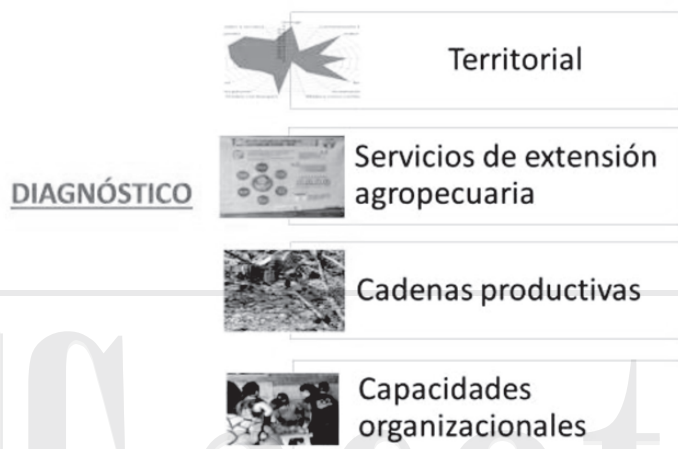 Territorial
DIAGNÓSTICO
Servicios de extensión
agropecuaria
Cadenas productivas
Capacidades
organizacionales